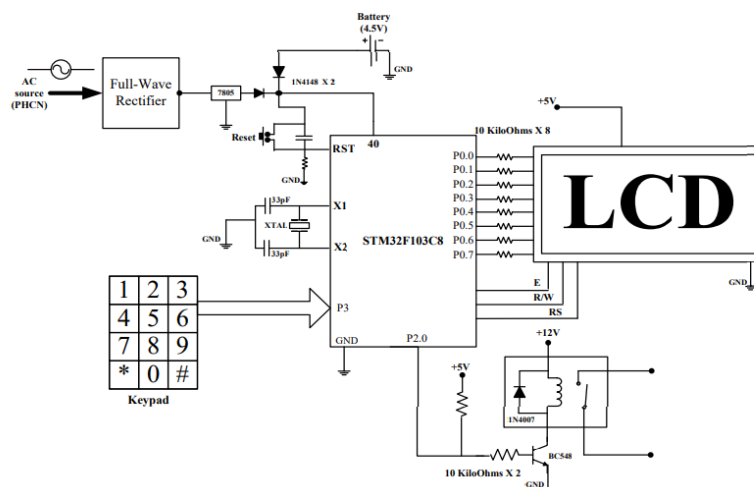 Battery
(4.5V)
+ -
GND
AC
source
(PHCN)
Full-Wave
Rectifier
7805
1N4148 X 2
Reset
RST
40
GND
10 KiloOhms X 8
+5V
P0.0
P0.1
P0.2
P0.3
P0.4
P0.5
P0.6
P0.7
LCD
33pF
X1
XTAL
GND
X2
33pF
STM32F103C8
GND
E
R/W
RS
1 2 3
4 5 6
7 8 9
* 0 #
Keypad
P3
GND
P2.0
+5V
+12V
1N4007
10 KiloOhms X 2
BC548
GND